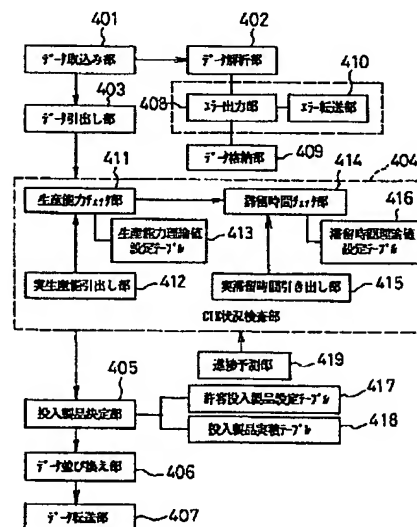 401
402
データ取込み部
データ解析部
410
403
408
エラー出力部
エラー転送部
データ引出し部
データ格納部
409
411
414
404
生産能力チェック部
滞留時間チェック部
416
生産能力理論値
設定テーブル
413
滞留時間理論値
設定テーブル
実生産能引出し部
412
実滞留時間引き出し部
415
状況検査部
進捗予測部
419
405
417
投入製品決定部
許容投入製品設定テーブル
投入製品実績テーブル
418
データ並び換え部
406
データ転送部
407